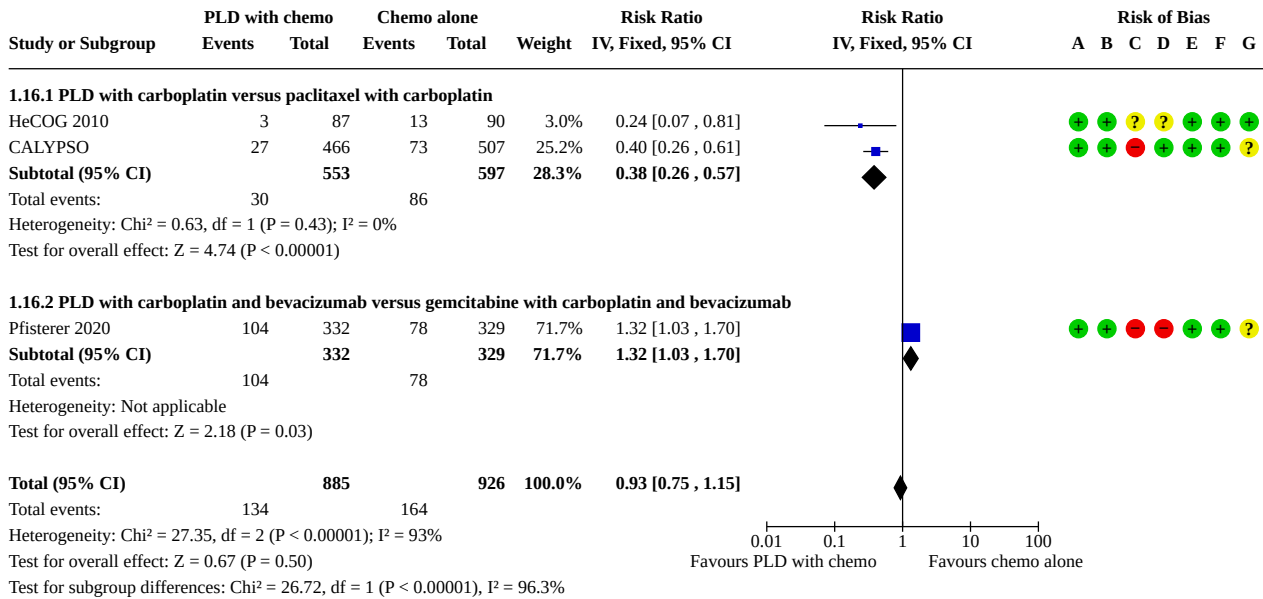 PLD with chemo Chemo alone Risk Ratio Risk Ratio Risk of Bias
Study or Subgroup Events Total Events Total Weight IV, Fixed, 95% CI IV, Fixed, 95% CI A B C D E F G
1.16.1 PLD with carboplatin versus paclitaxel with carboplatin
HeCOG 2010 3 87 13 90 3.0% 0.24 [0.07 , 0.81] + + ? ? + + +
CALYPSO 27 466 73 507 25.2% 0.40 [0.26 , 0.61] + + − + + + ?
Subtotal (95% CI) 553 597 28.3% 0.38 [0.26 , 0.57]
Total events: 30 86
Heterogeneity: Chi² = 0.63, df = 1 (P = 0.43); I² = 0%
Test for overall effect: Z = 4.74 (P < 0.00001)
1.16.2 PLD with carboplatin and bevacizumab versus gemcitabine with carboplatin and bevacizumab
Pfisterer 2020 104 332 78 329 71.7% 1.32 [1.03 , 1.70] + + − − + + ?
Subtotal (95% CI) 332 329 71.7% 1.32 [1.03 , 1.70]
Total events: 104 78
Heterogeneity: Not applicable
Test for overall effect: Z = 2.18 (P = 0.03)
Total (95% CI) 885 926 100.0% 0.93 [0.75 , 1.15]
Total events: 134 164
Heterogeneity: Chi² = 27.35, df = 2 (P < 0.00001); I² = 93%
0.01 0.1 1 10 100
Test for overall effect: Z = 0.67 (P = 0.50)
Favours PLD with chemo Favours chemo alone
Test for subgroup differences: Chi² = 26.72, df = 1 (P < 0.00001), I² = 96.3%